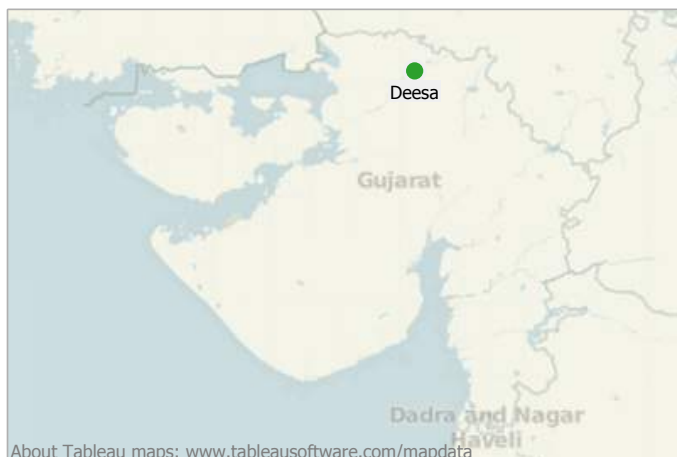 Deesa
Gujarat
Dadra and Nagar
Haveli
About Tableau maps: www.tableausoftware.com/mapdata